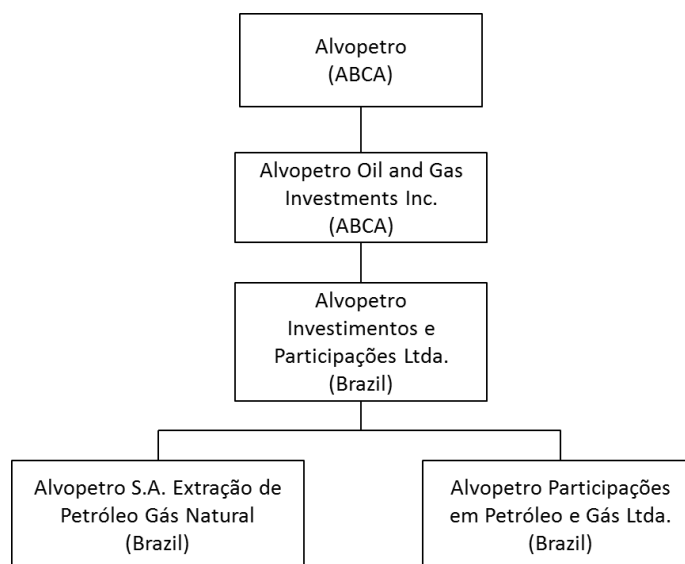 Alvopetro
(ABCA)
Alvopetro Oil and Gas
Investments Inc.
(ABCA)
Alvopetro
Investimentos e
Participações Ltda.
(Brazil)
Alvopetro S.A. Extração de
Petróleo Gás Natural
(Brazil)
Alvopetro Participações
em Petróleo e Gás Ltda.
(Brazil)